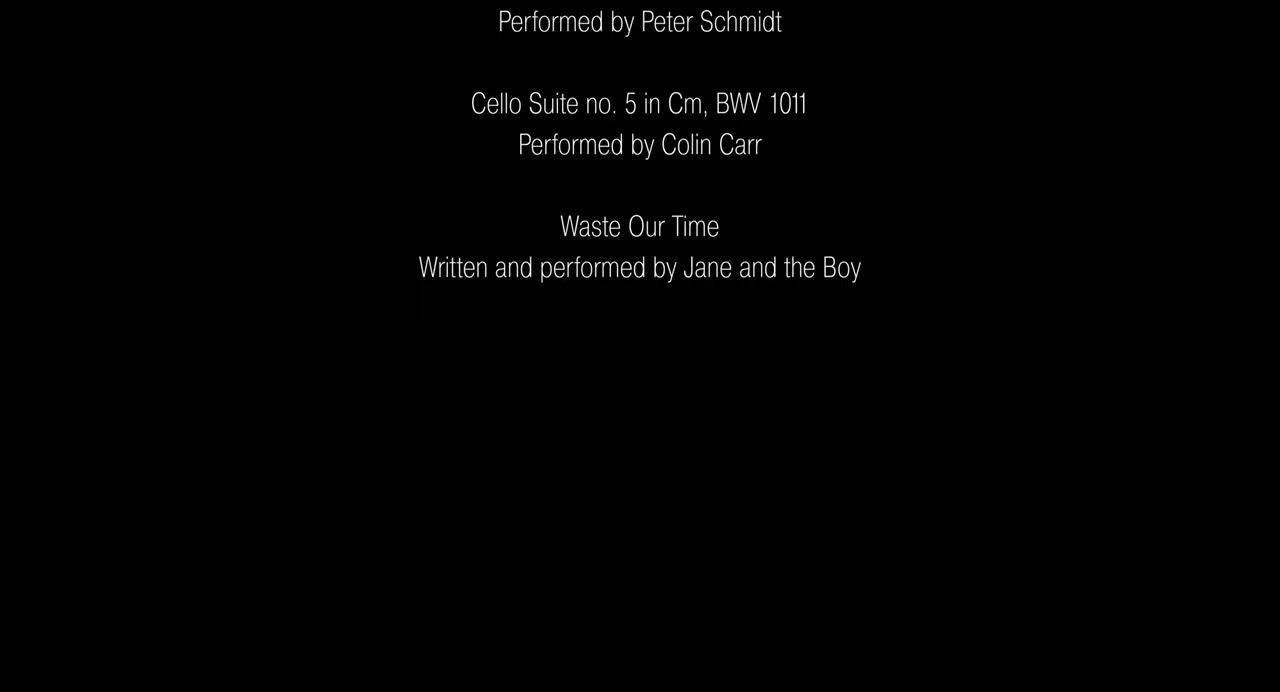 Performed by Peter Schmidt
Cello Suite no. 5 in Cm, BWV 1011
Performed by Colin Carr
Waste Our Time
Written and performed by Jane and the Boy